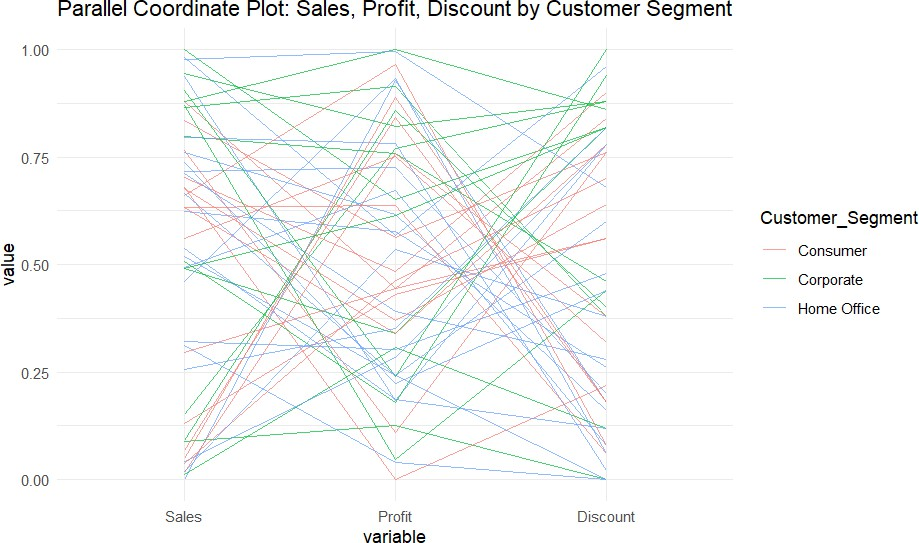 Parallel Coordinate Plot: Sales, Profit, Discount by Customer Segment
1.00
0.75
0.50
0.25
0.00
value
Sales
Profit
Discount
variable
Customer_Segment
Consumer
Corporate
Home Office